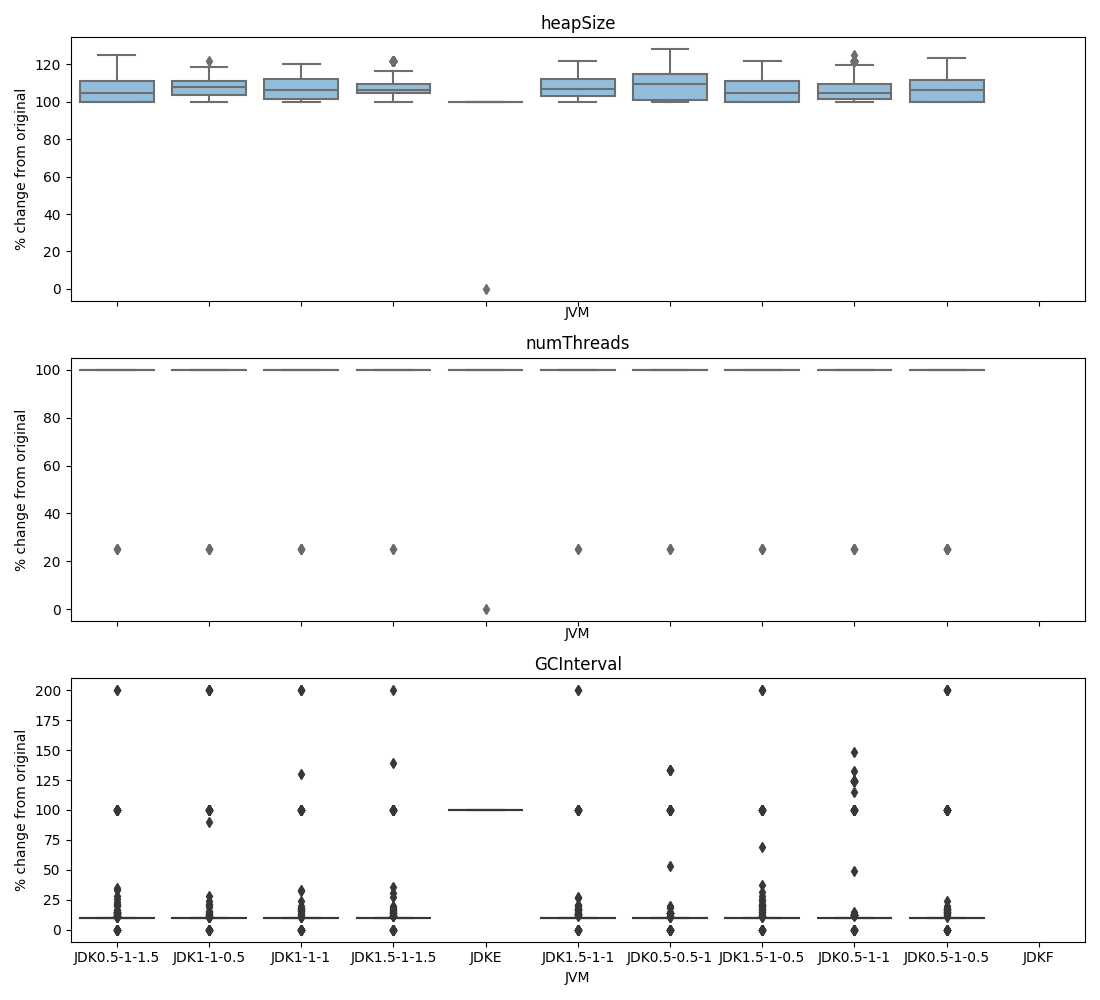 heapSize
% change from original
120
100
80
60
40
20
0
JVM
numThreads
% change from original
100
80
60
40
20
0
JVM
GCInterval
% change from original
200
175
150
125
100
75
50
25
0
JDK0.5-1-1.5 JDK1-1-0.5 JDK1-1-1 JDK1.5-1-1.5 JDKE JDK1.5-1-1 JDK0.5-0.5-1 JDK1.5-1-0.5 JDK0.5-1-1 JDK0.5-1-0.5 JDKF
JVM